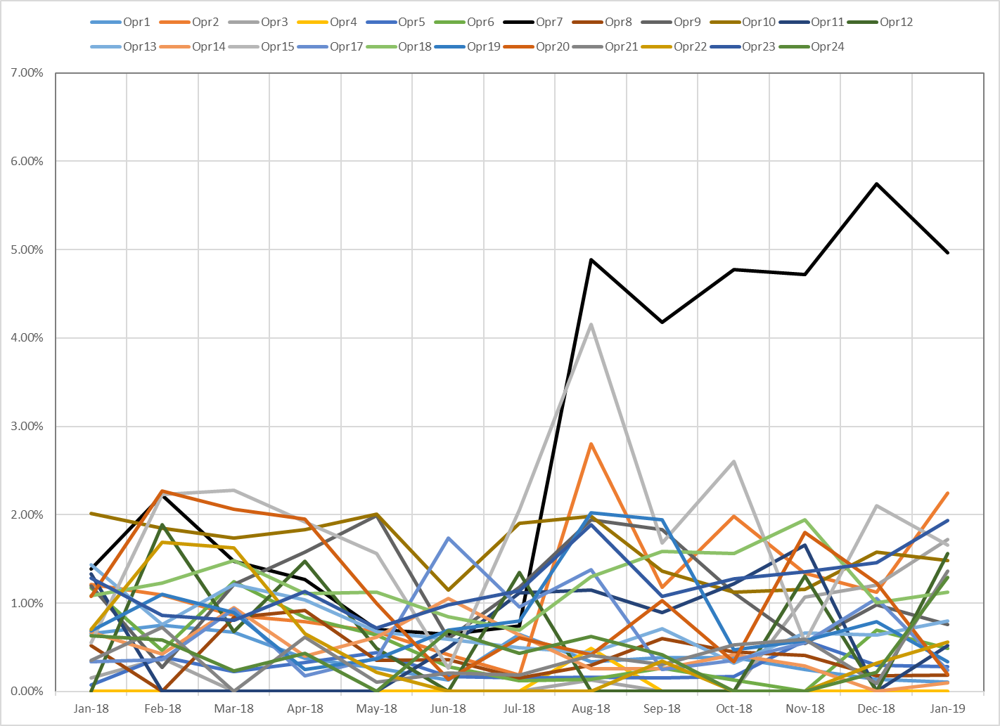 Opr1 Opr2 Opr3 Opr4 Opr5 Opr6 Opr7 Opr8 Opr9 Opr10 Opr11 Opr12
Opr13 Opr14 Opr15 Opr17 Opr18 Opr19 Opr20 Opr21 Opr22 Opr23 Opr24
7.00%
6.00%
5.00%
4.00%
3.00%
2.00%
1.00%
0.00%
Jan-18 Feb-18 Mar-18 Apr-18 May-18 Jun-18 Jul-18 Aug-18 Sep-18 Oct-18 Nov-18 Dec-18 Jan-19